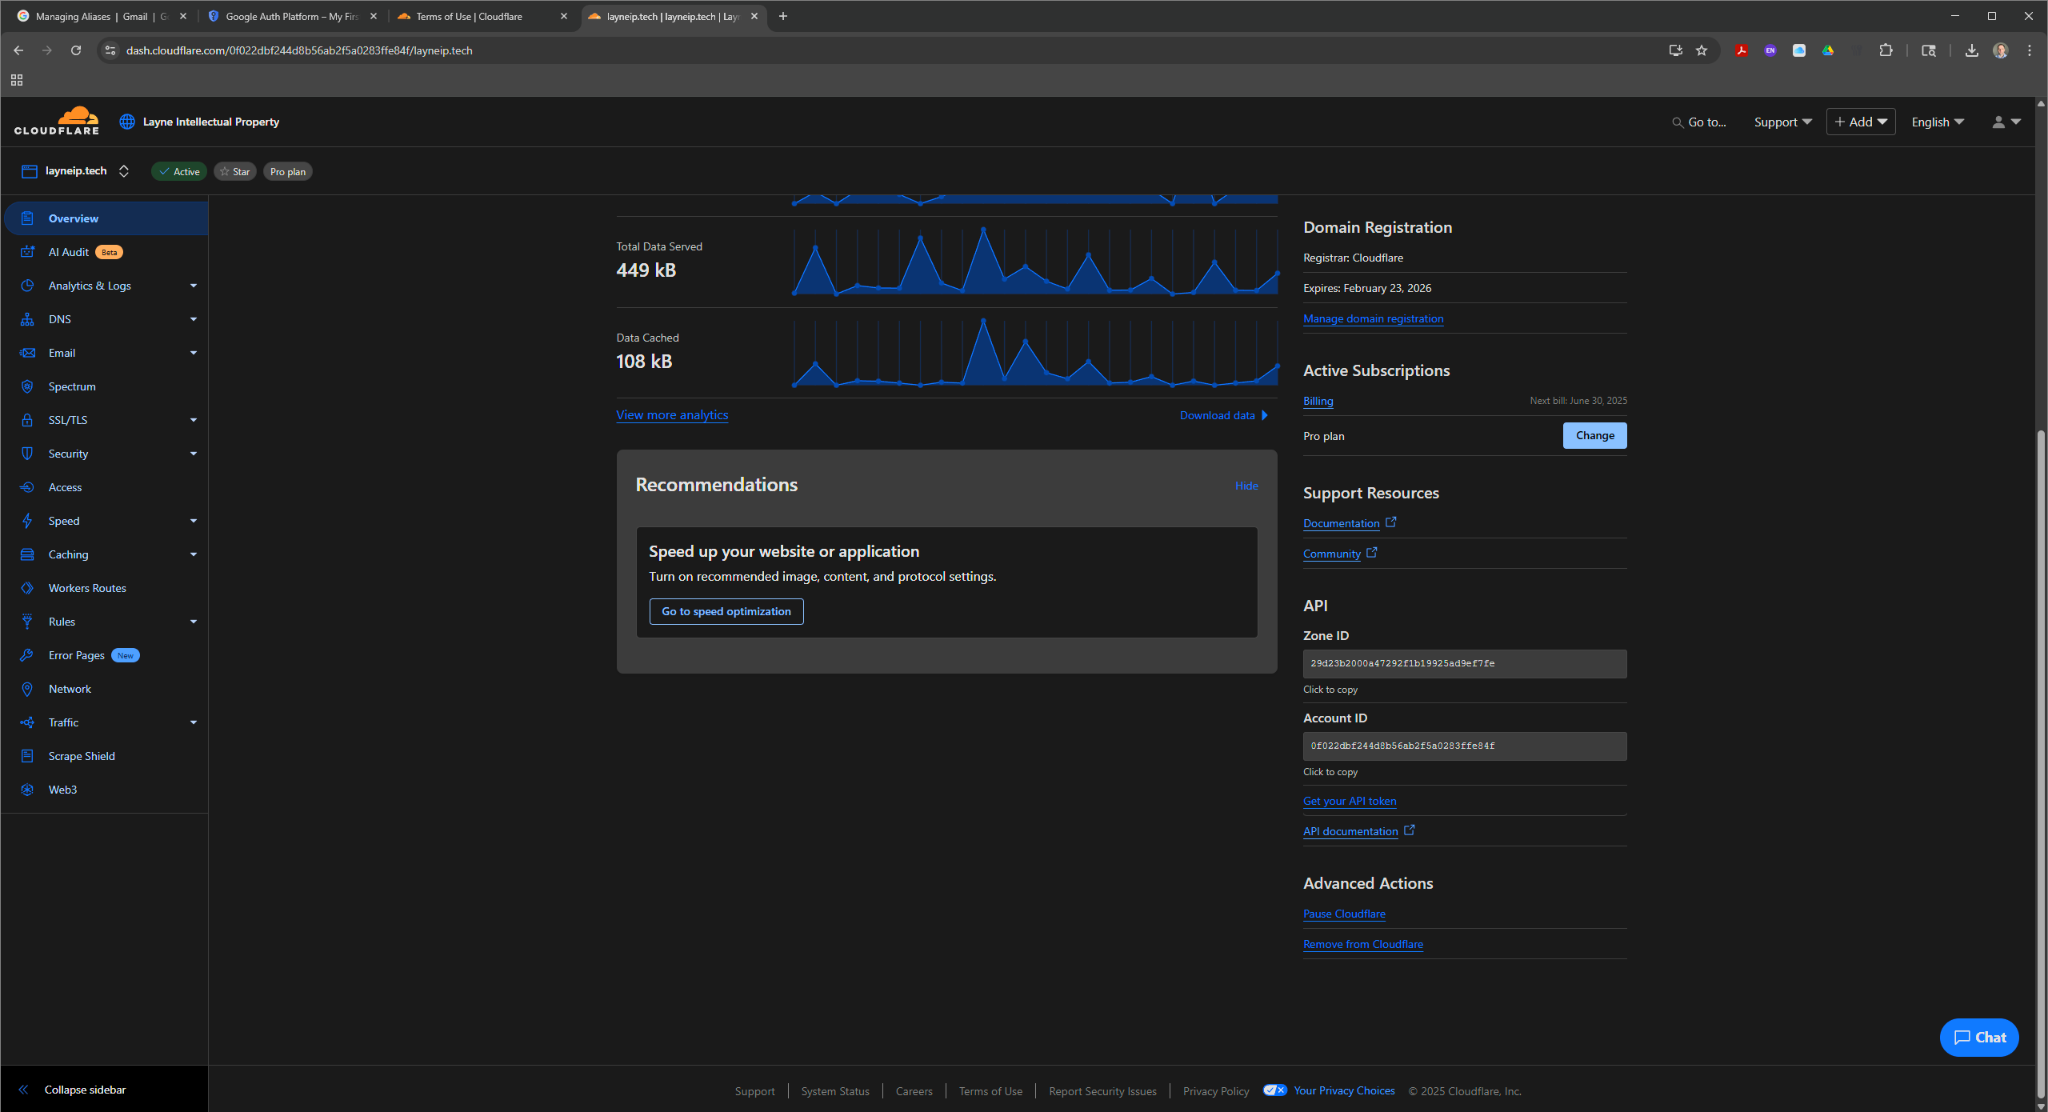 Managing Aliases | Gmail | G
Google Auth Platform – My Firs
Terms of Use | Cloudflare
layneip.tech | layneip.tech | Lay
dash.cloudflare.com/0f022dbf244d8b56ab2f5a0283ffe84f/layneip.tech
EN
CLOUDFLARE
Layne Intellectual Property
Go to...
Support
+ Add
English
layneip.tech
Active
Star
Pro plan
Overview
AI Audit Beta
Analytics & Logs
DNS
Email
Spectrum
SSL/TLS
Security
Access
Speed
Caching
Workers Routes
Rules
Error Pages New
Network
Traffic
Scrape Shield
Web3
Collapse sidebar
Total Data Served
449 kB
Data Cached
108 kB
View more analytics
Download data
Recommendations
Hide
Speed up your website or application
Turn on recommended image, content, and protocol settings.
Go to speed optimization
Domain Registration
Registrar: Cloudflare
Expires: February 23, 2026
Manage domain registration
Active Subscriptions
Billing
Next bill: June 30, 2025
Pro plan
Change
Support Resources
Documentation
Community
API
Zone ID
29d23b2000a47292f1b19925ad9ef7fe
Click to copy
Account ID
0f022dbf244d8b56ab2f5a0283ffe84f
Click to copy
Get your API token
API documentation
Advanced Actions
Pause Cloudflare
Remove from Cloudflare
Chat
Support
System Status
Careers
Terms of Use
Report Security Issues
Privacy Policy
Your Privacy Choices
© 2025 Cloudflare, Inc.